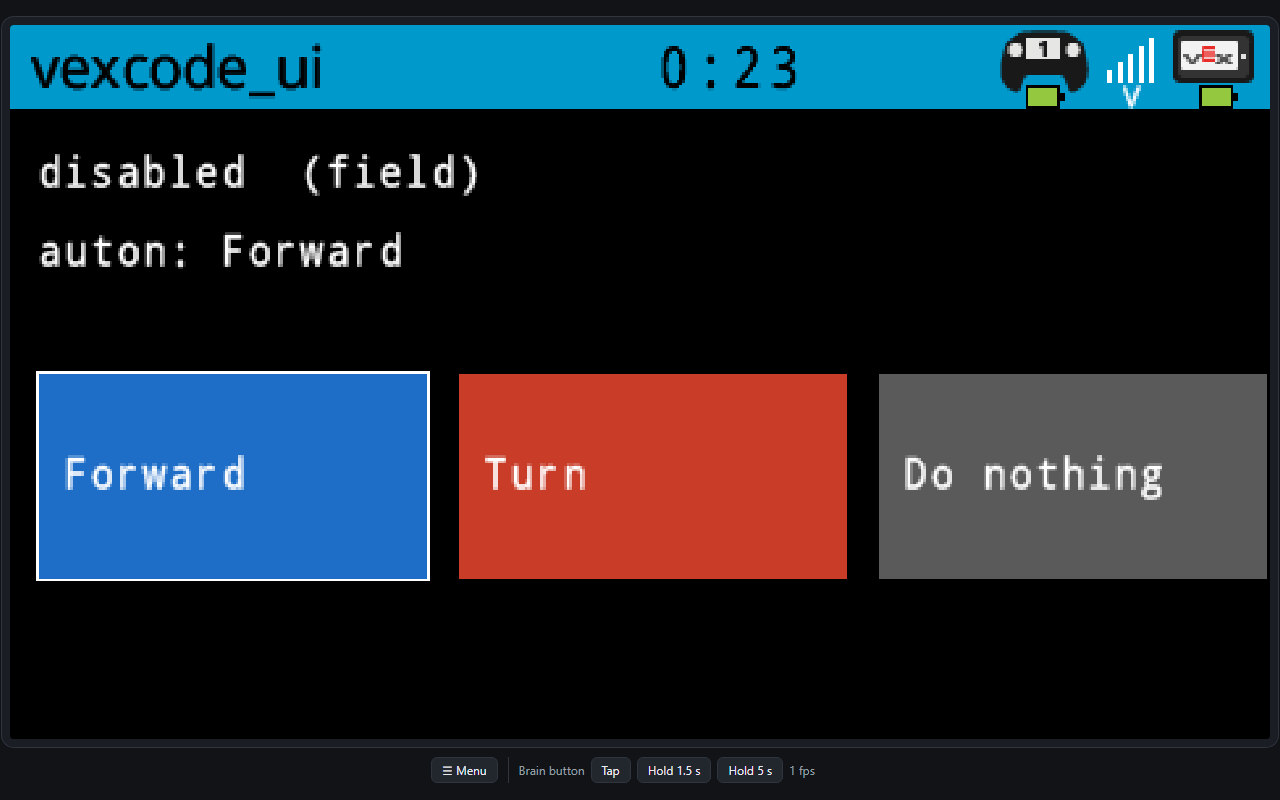 vexcode_ui 0:23 1 VEX
V
disabled (field)
auton: Forward
Forward Turn Do nothing
☰ Menu Brain button Tap Hold 1.5 s Hold 5 s 1 fps